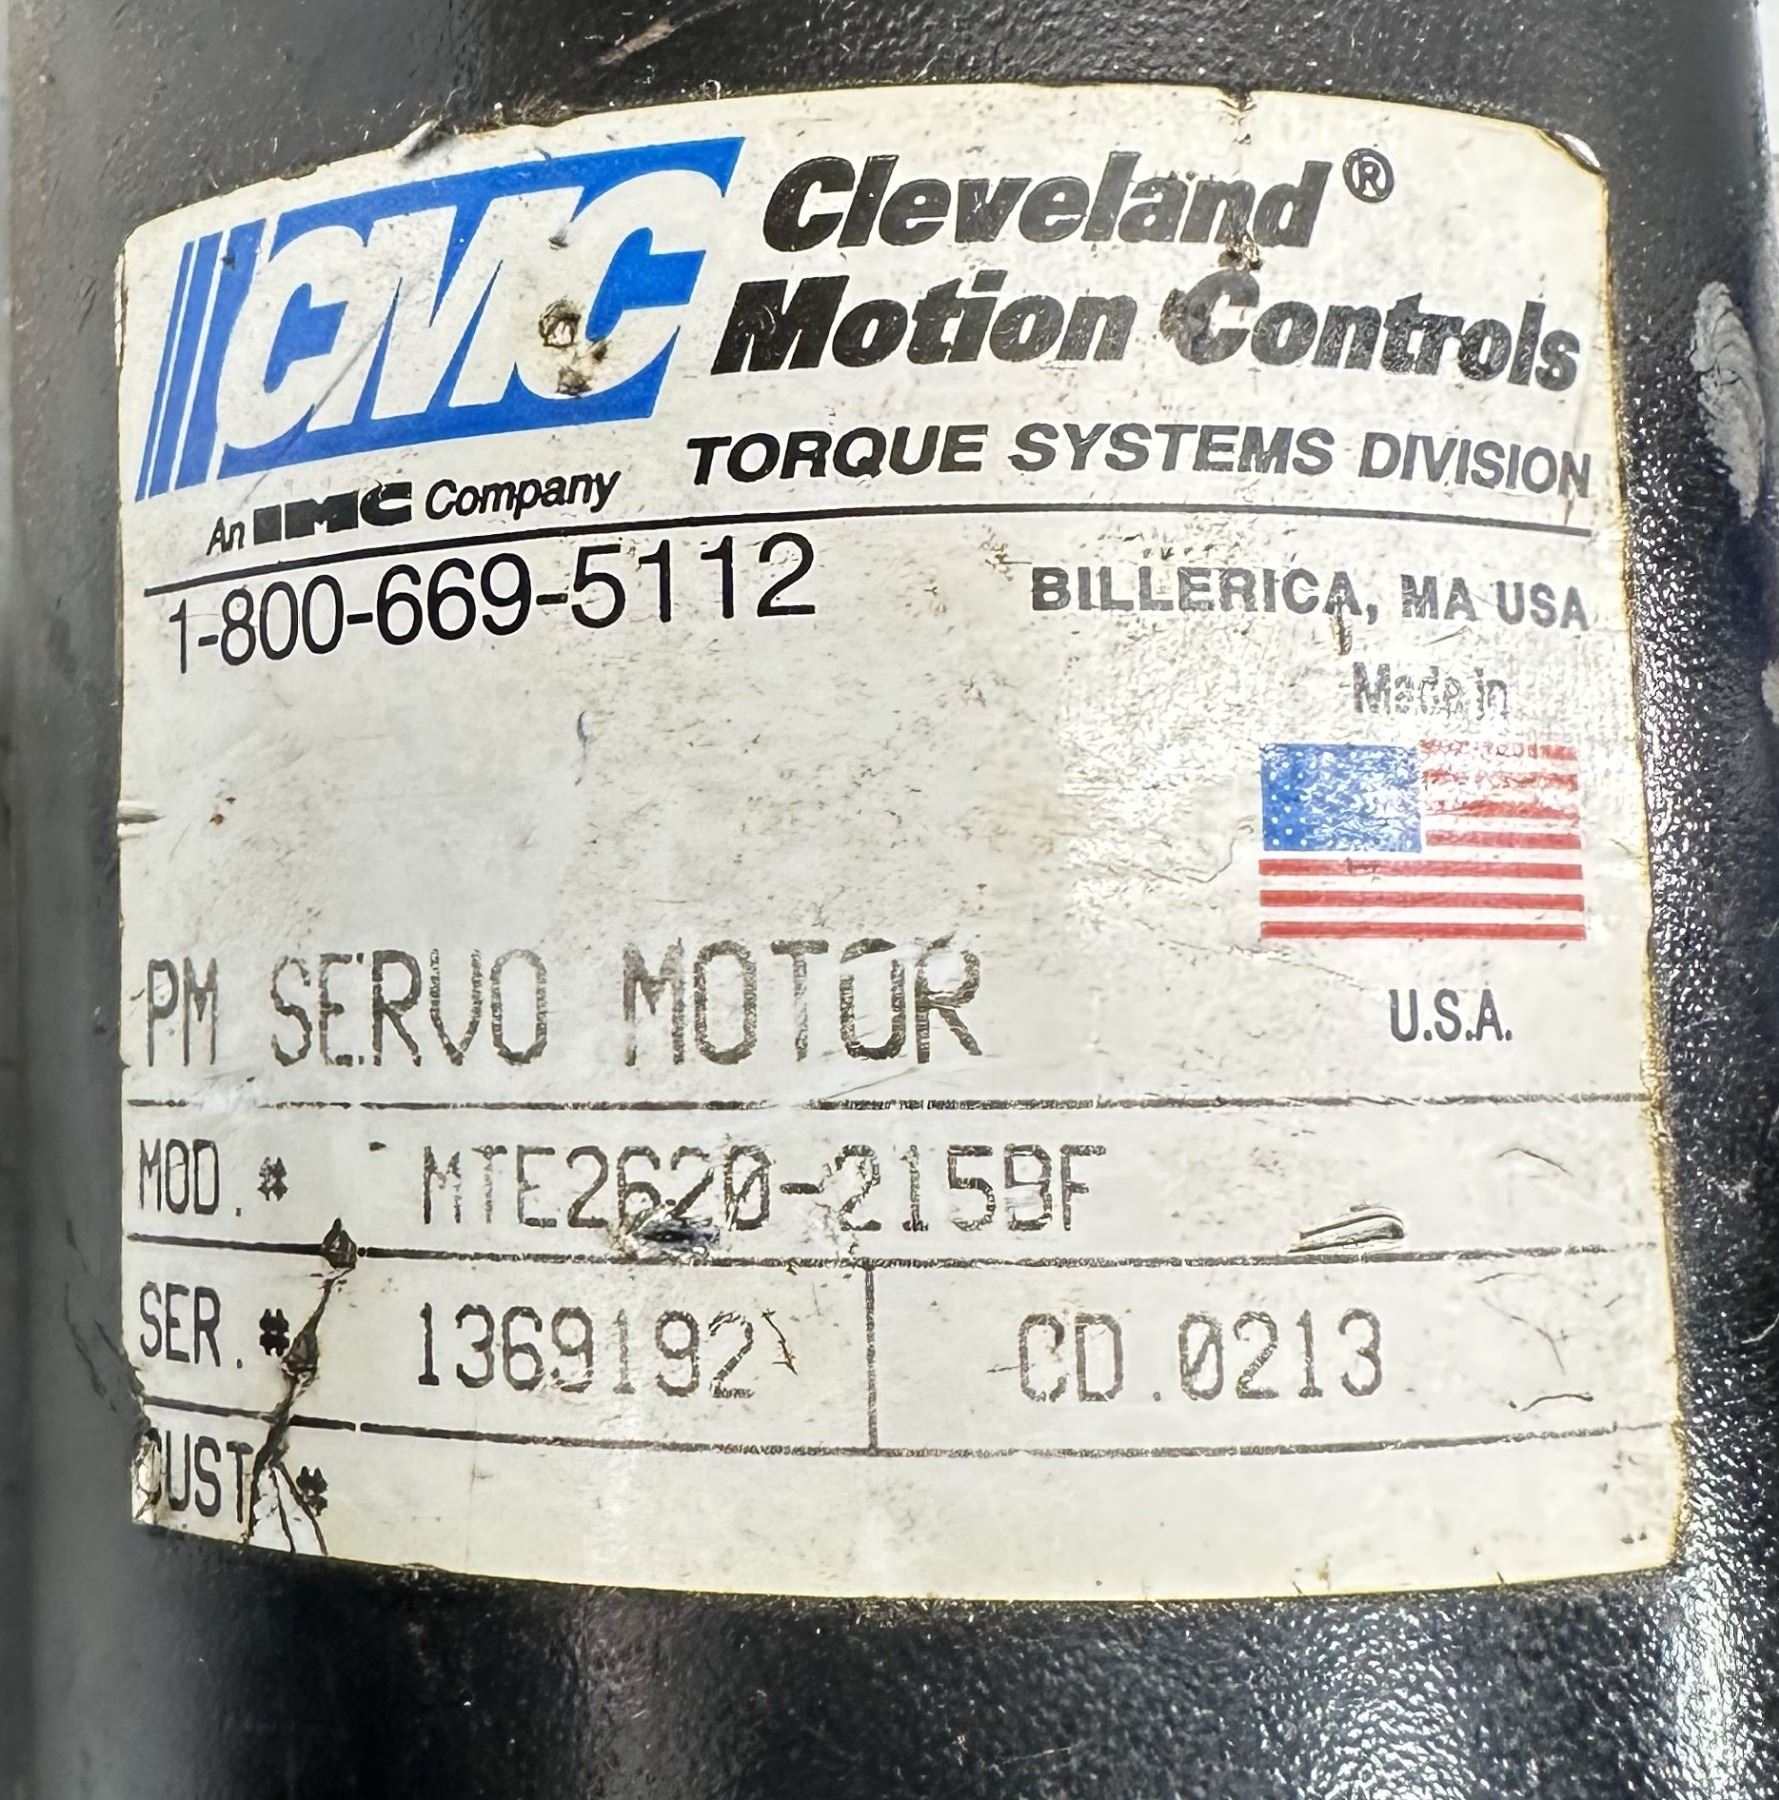 CMC Cleveland®
Motion Controls
TORQUE SYSTEMS DIVISION
An IMC Company
1-800-669-5112
BILLERICA, MA USA
Made in
U.S.A.
PM SERVO MOTOR
MOD.# MTE2620-2159F
SER.# 1369192 CD.0213
CUST #